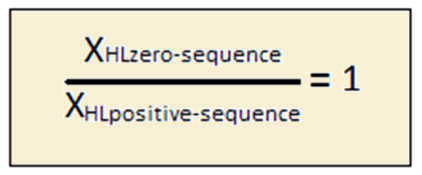 XHLzero-sequence
XHLpositive-sequence = 1